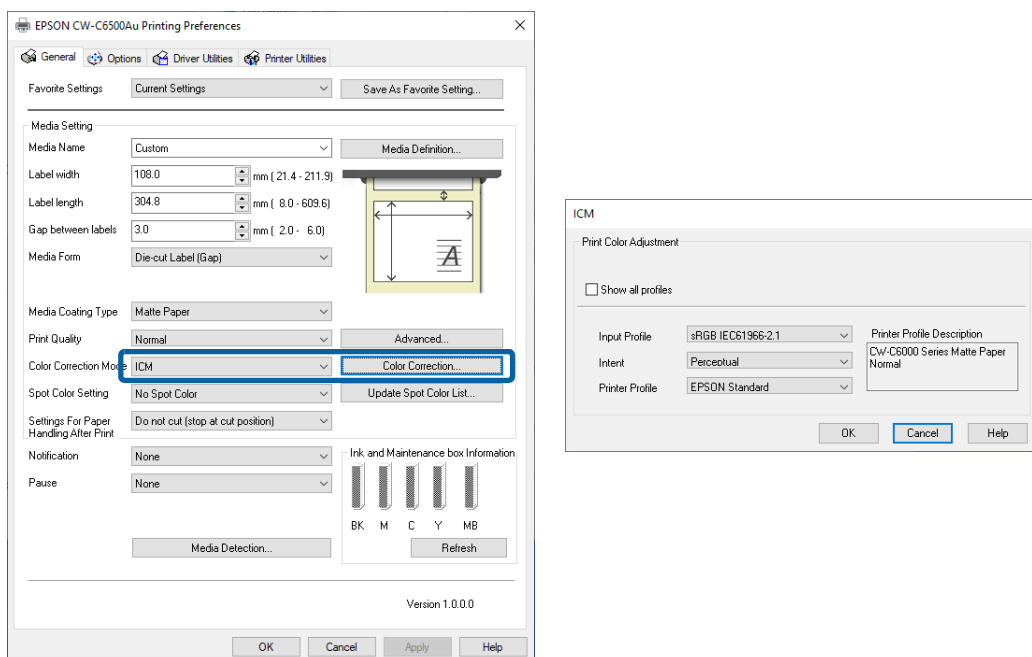 EPSON CW-C6500Au Printing Preferences
General Options Driver Utilities Printer Utilities
Favorite Settings Current Settings Save As Favorite Setting...
Media Setting
Media Name Custom Media Definition...
Label width 108.0 mm ( 21.4 - 211.9)
Label length 304.8 mm ( 8.0 - 609.6)
Gap between labels 3.0 mm ( 2.0 - 6.0)
Media Form Die-cut Label (Gap)
A
Media Coating Type Matte Paper
Print Quality Normal Advanced...
Color Correction Mode ICM Color Correction...
Spot Color Setting No Spot Color Update Spot Color List...
Settings For Paper
Handling After Print
Do not cut (stop at cut position)
Notification None
Pause None
Ink and Maintenance box Information
BK M C Y MB
Media Detection... Refresh
Version 1.0.0.0
OK Cancel Apply Help
ICM
Print Color Adjustment
Show all profiles
Input Profile sRGB IEC61966-2.1
Intent Perceptual
Printer Profile EPSON Standard
Printer Profile Description
CW-C6000 Series Matte Paper
Normal
OK Cancel Help